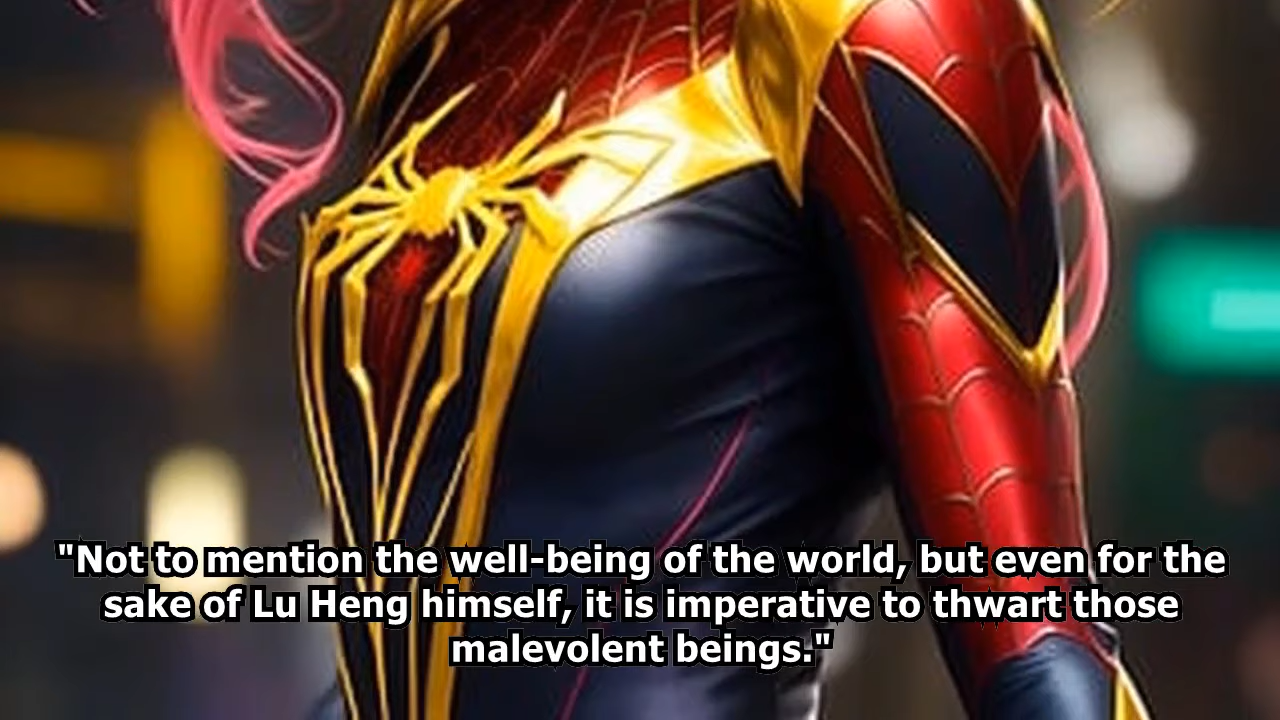 "Not to mention the well-being of the world, but even for the
sake of Lu Heng himself, it is imperative to thwart those
malevolent beings."